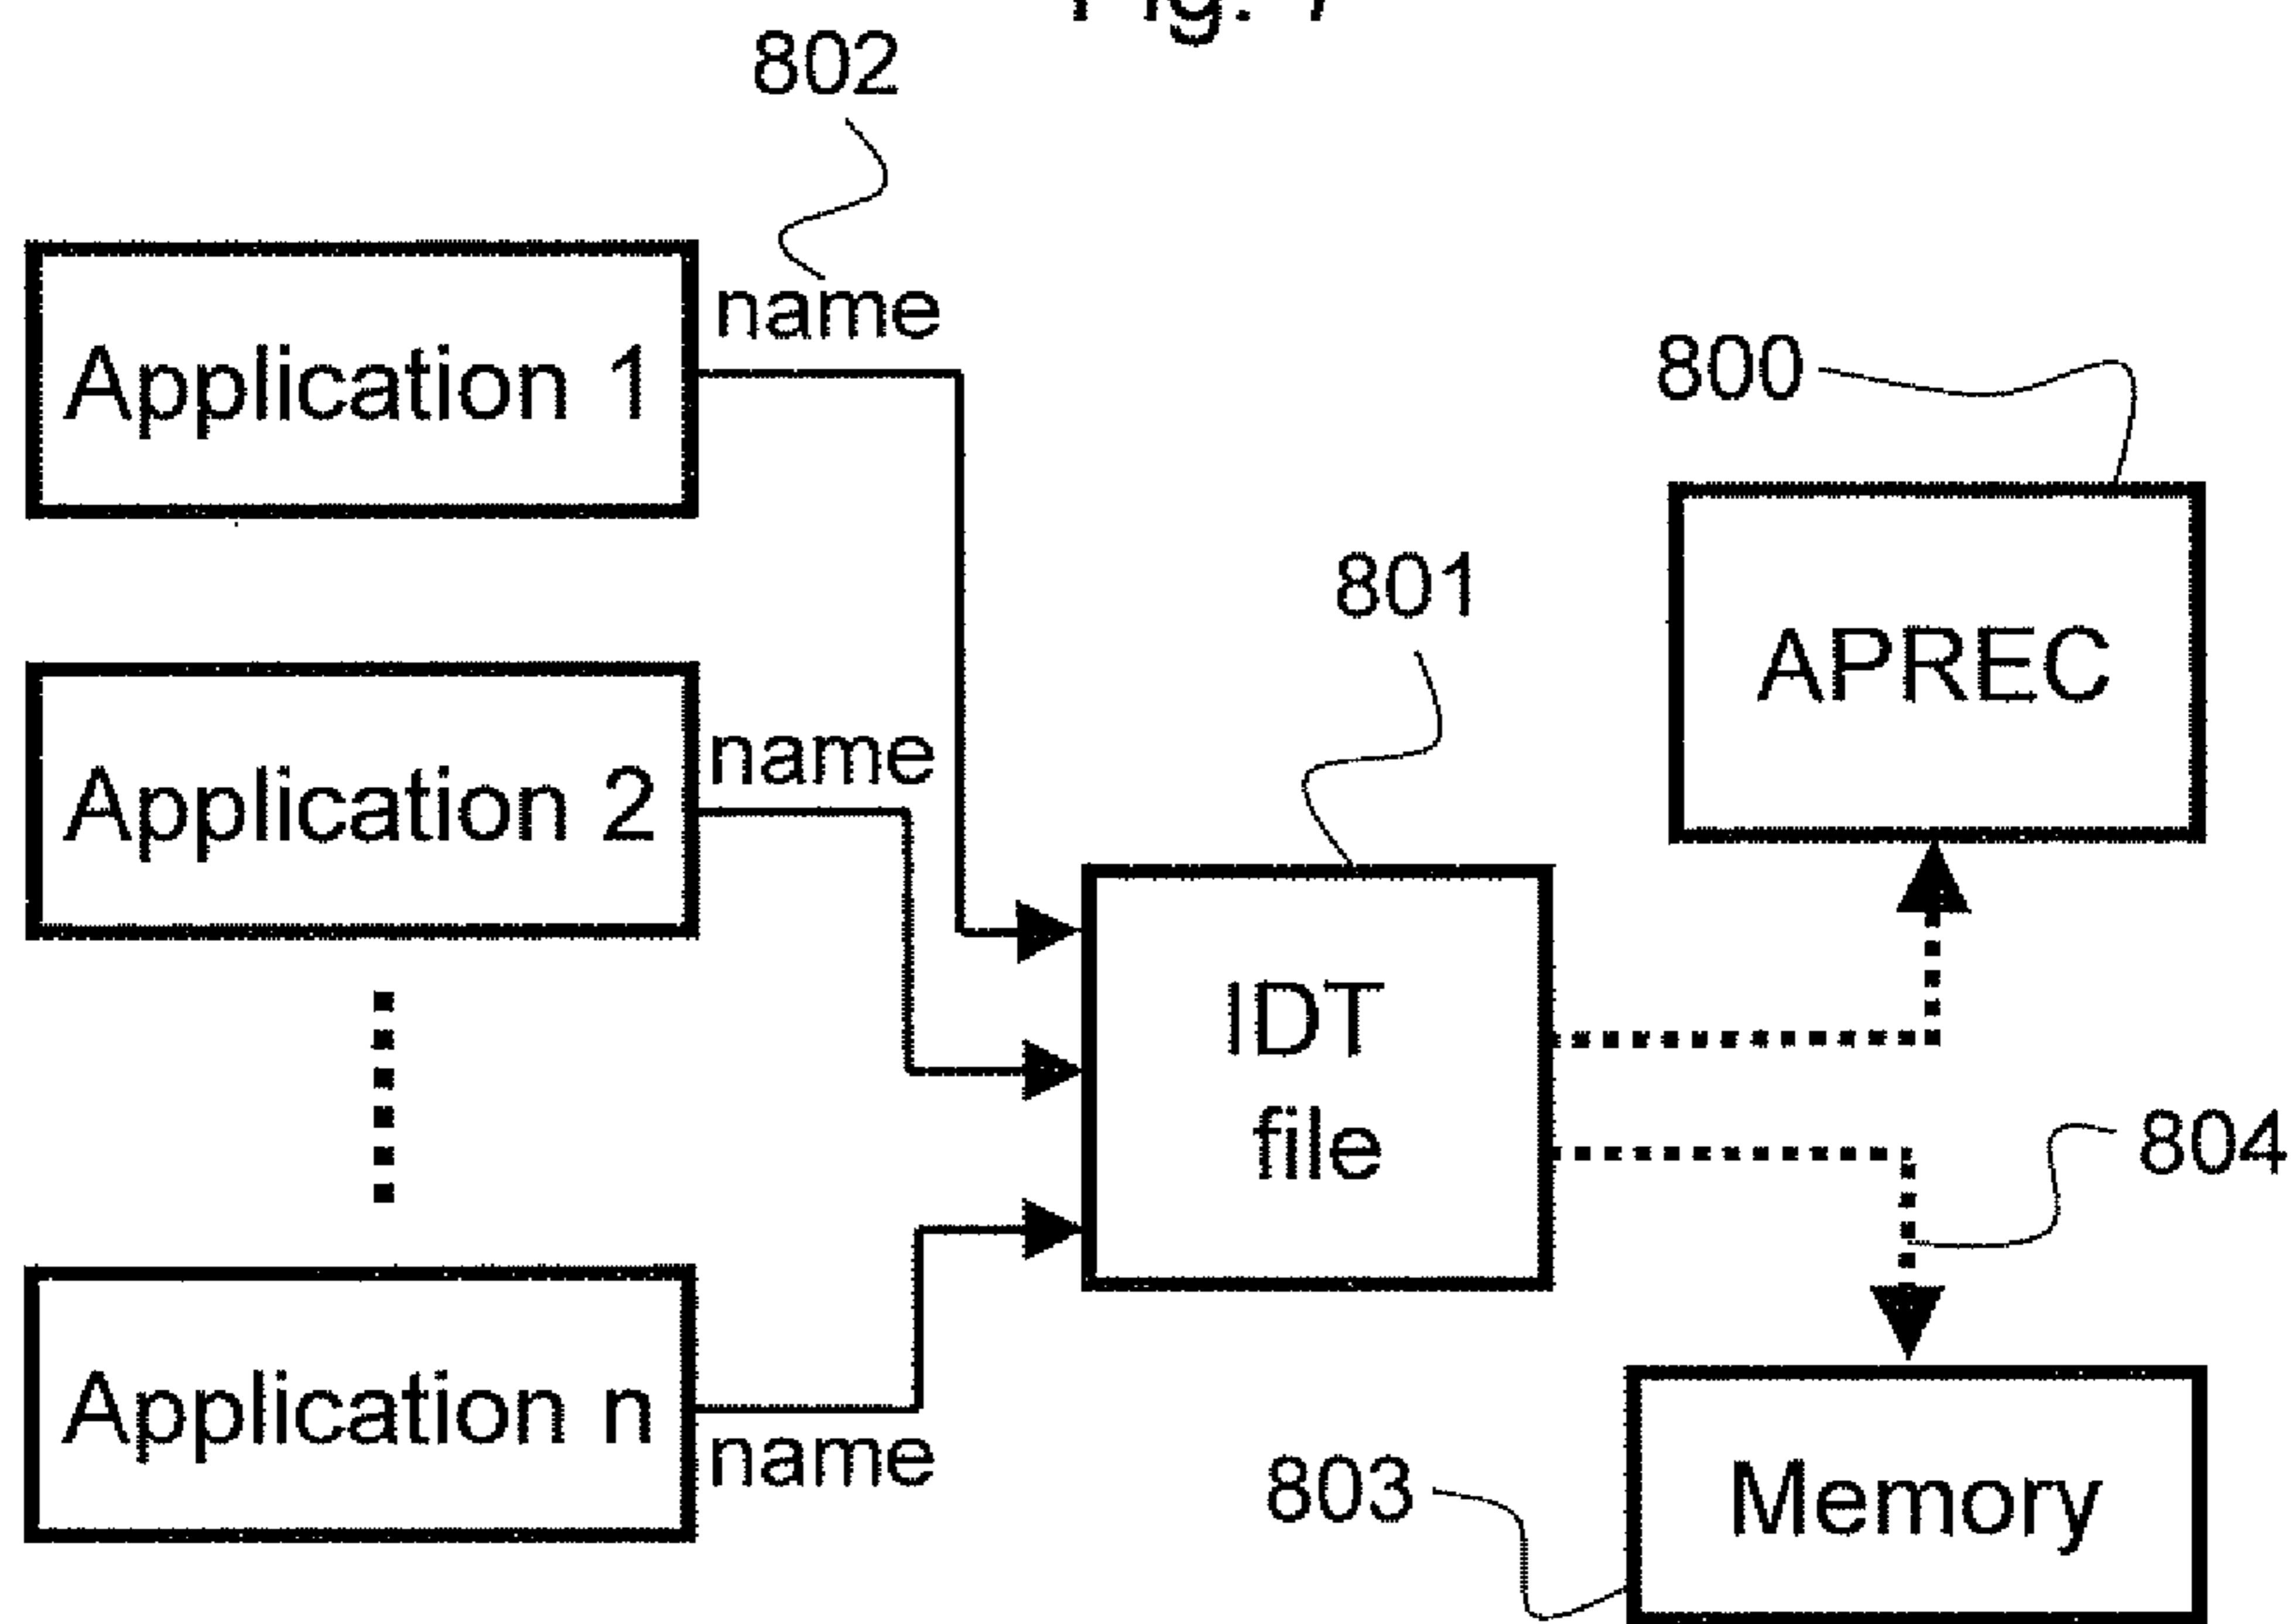 802
name
Application 1
800
801
APREC
name
Application 2
IDT
file
804
Application n
name
803
Memory